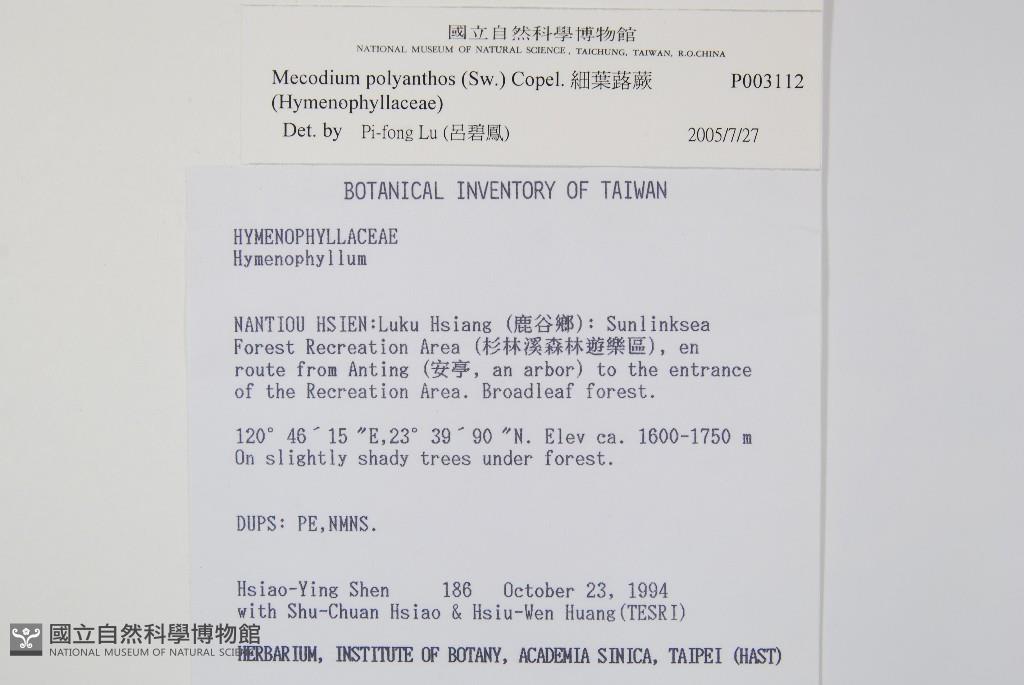 國立自然科學博物館
NATIONAL MUSEUM OF NATURAL SCIENCE, TAICHUNG, TAIWAN, R.O.CHINA
Mecodium polyanthos (Sw.) Copel. 細葉蕗蕨 P003112
(Hymenophyllaceae)
Det. by Pi-fong Lu (呂碧鳳) 2005/7/27
BOTANICAL INVENTORY OF TAIWAN
HYMENOPHYLLACEAE
Hymenophyllum
NANTIOU HSIEN:Luku Hsiang (鹿谷鄉): Sunlinksea
Forest Recreation Area (杉林溪森林遊樂區), en
route from Anting (安亭, an arbor) to the entrance
of the Recreation Area. Broadleaf forest.
120° 46´15 ″E,23° 39´90 ″N. Elev ca. 1600-1750 m
On slightly shady trees under forest.
DUPS: PE,NMNS.
Hsiao-Ying Shen 186 October 23, 1994
with Shu-Chuan Hsiao & Hsiu-Wen Huang(TESRI)
HERBARIUM, INSTITUTE OF BOTANY, ACADEMIA SINICA, TAIPEI (HAST)
國立自然科學博物館
NATIONAL MUSEUM OF NATURAL SCIENCE